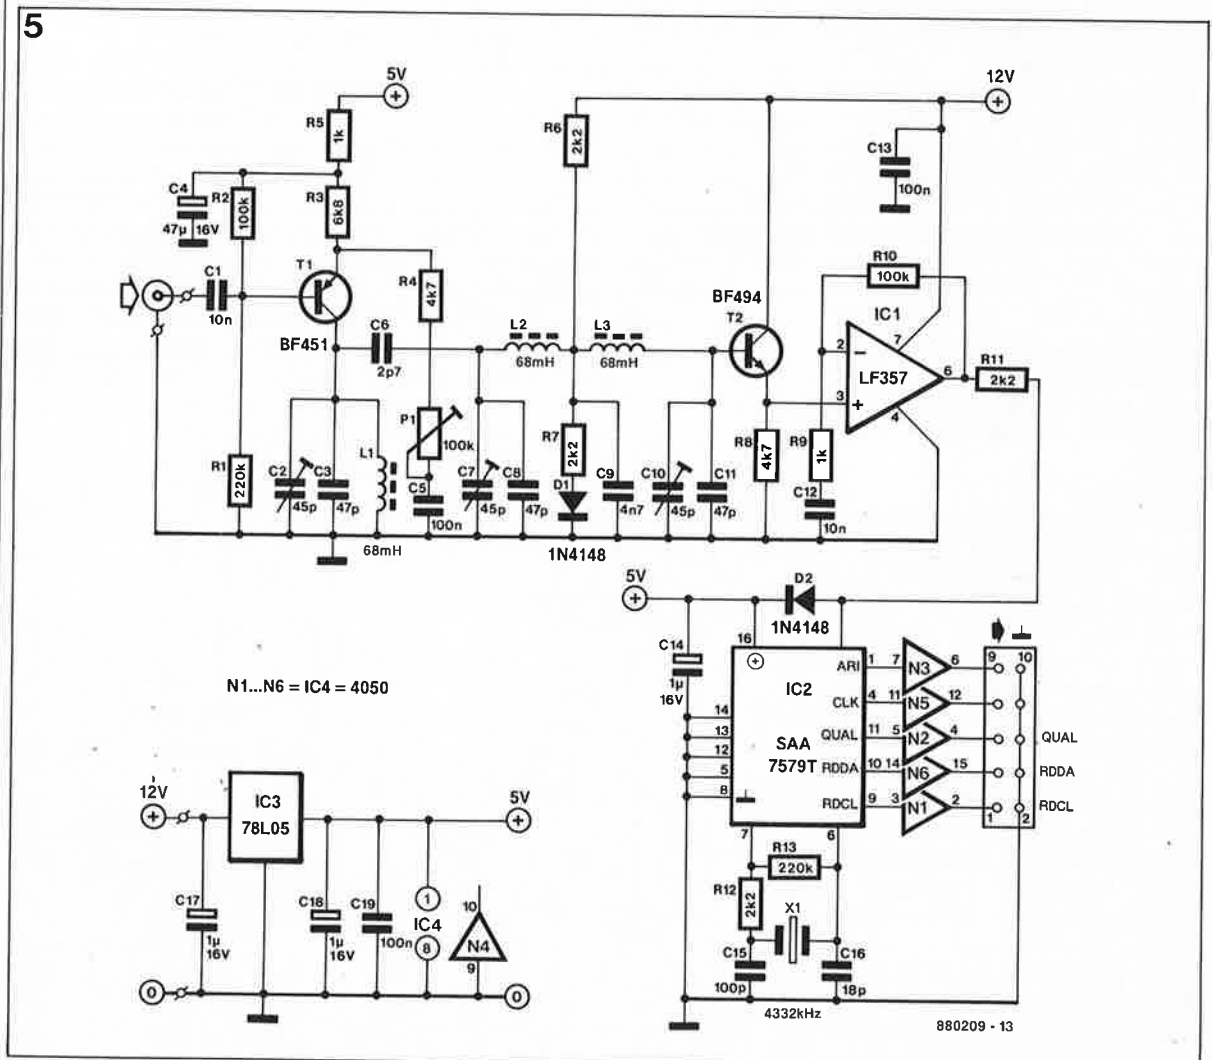 5
5V
12V
R5
1k
R6
2k2
C13
100n
C4
47µ
16V
R2
100k
R3
6k8
R10
100k
T1
R4
4k7
BF494
T2
IC1
C1
10n
BF451
C6
2p7
L2
68mH
L3
68mH
2
−
7
LF357
6
3
+
4
R11
2k2
P1
100k
L1
R1
220k
C2
45p
C3
47p
C5
100n
C7
45p
C8
47p
R7
2k2
D1
C9
4n7
C10
45p
C11
47p
R8
4k7
R9
1k
C12
10n
68mH
1N4148
5V
D2
1N4148
C14
1µ
16V
16
IC2
SAA
7579T
14
13
12
5
8
7
6
ARI
1
7
N3
6
9
10
CLK
4
11
N5
12
QUAL
11
5
N2
4
QUAL
RDDA
10
14
N6
15
RDDA
RDCL
9
3
N1
2
1
2
RDCL
N1...N6 = IC4 = 4050
12V
IC3
78L05
5V
C17
1µ
16V
C18
1µ
16V
C19
100n
1
IC4
8
10
N4
9
0
0
R13
220k
R12
2k2
X1
C15
100p
C16
18p
4332kHz
880209 - 13